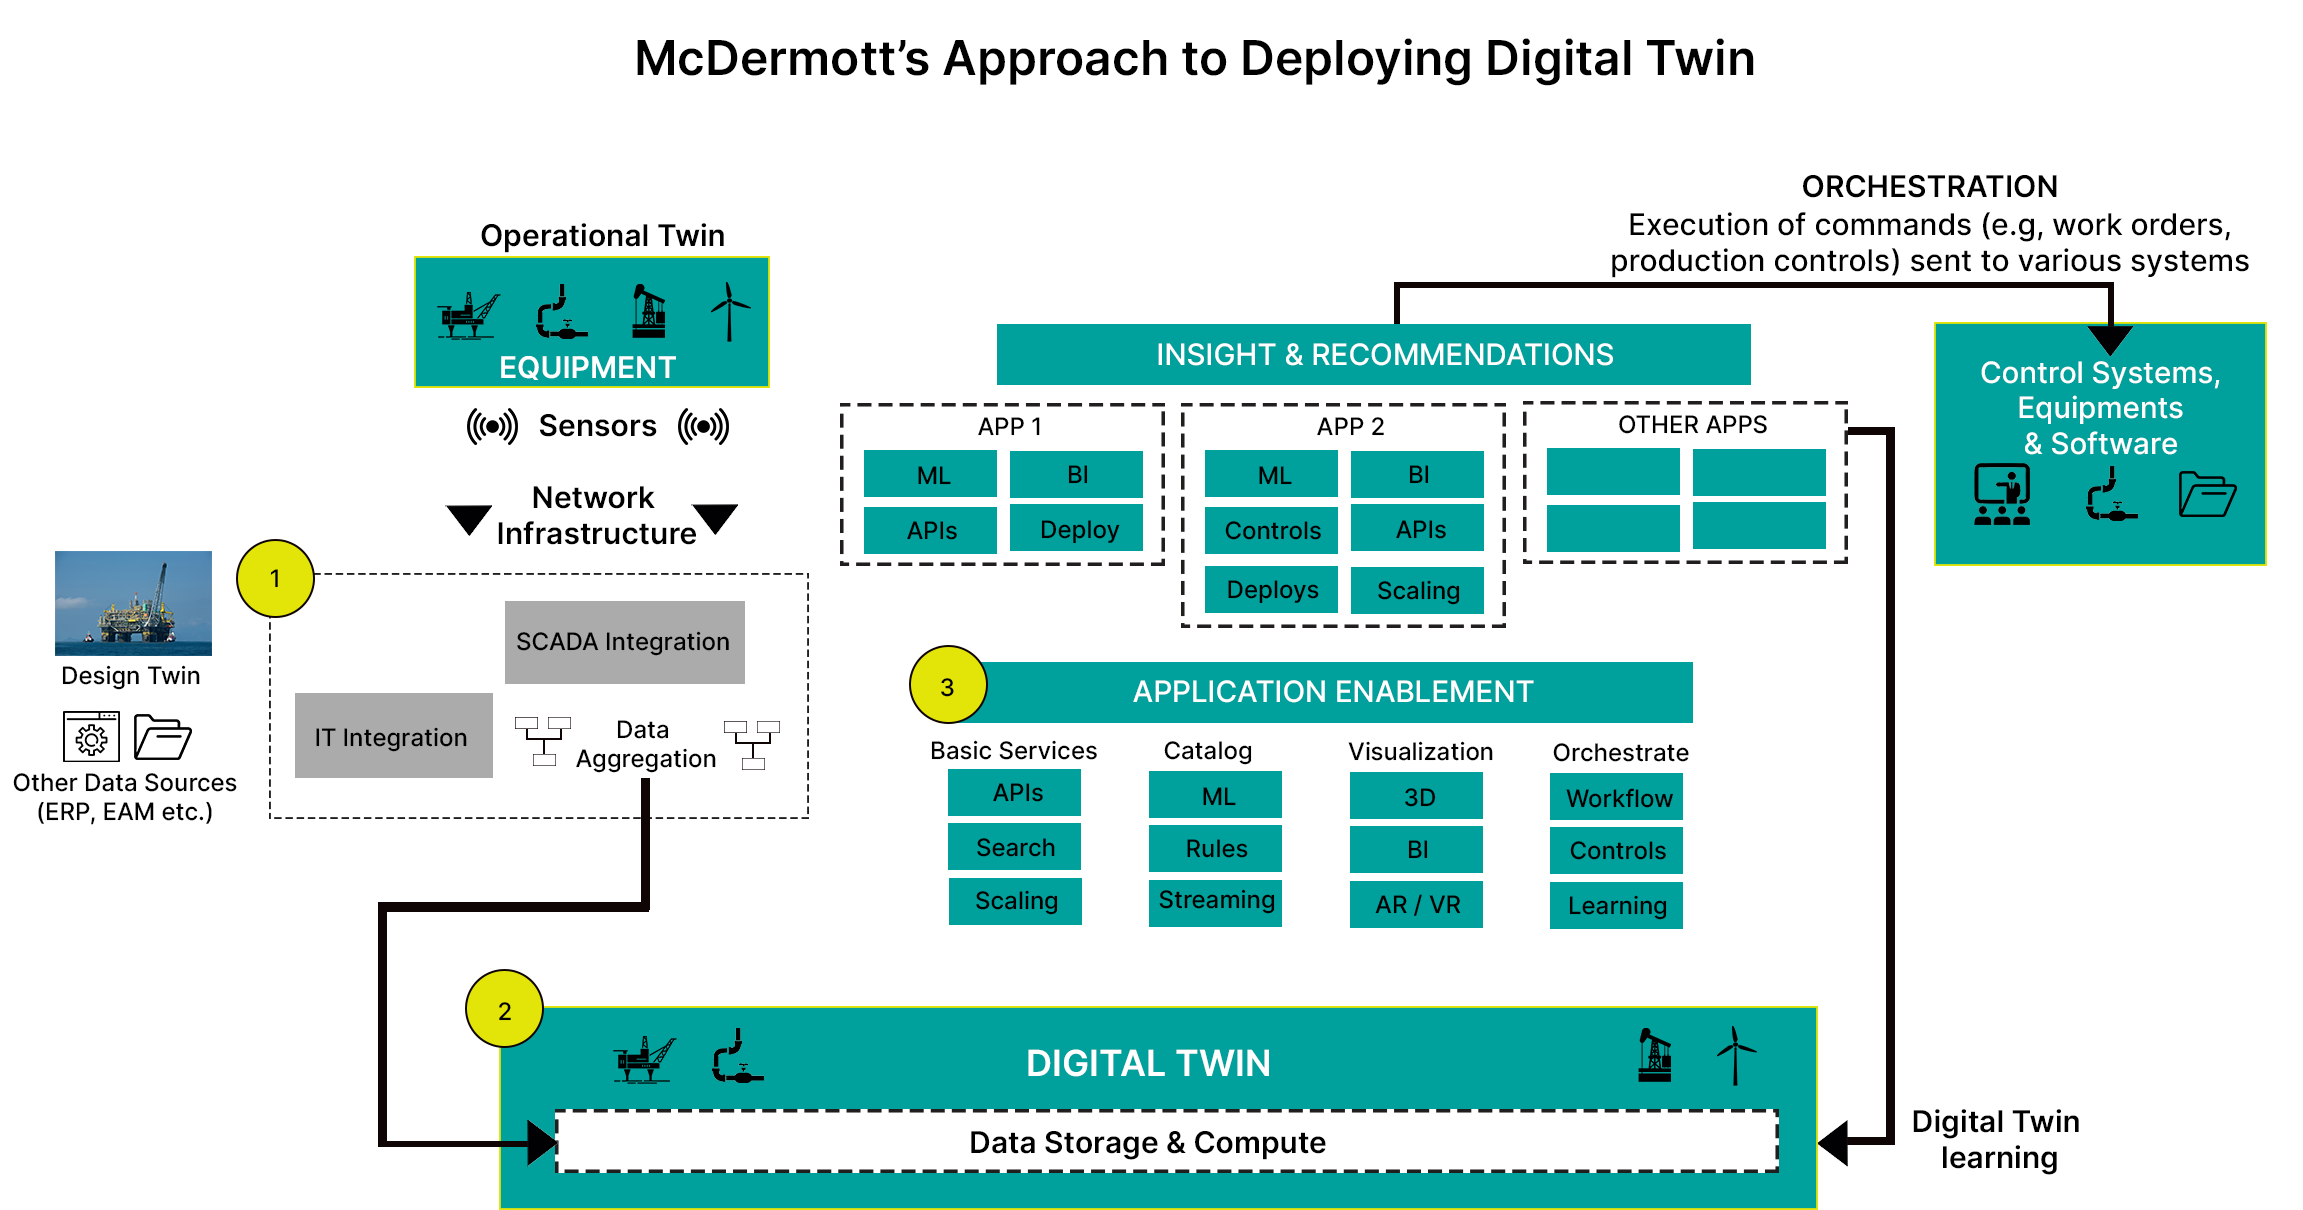 McDermott’s Approach to Deploying Digital Twin
ORCHESTRATION
Execution of commands (e.g, work orders,
production controls) sent to various systems
Operational Twin
EQUIPMENT
Sensors
Network
Infrastructure
1
Design Twin
Other Data Sources
(ERP, EAM etc.)
SCADA Integration
IT Integration
Data
Aggregation
INSIGHT & RECOMMENDATIONS
APP 1
ML
BI
APIs
Deploy
APP 2
ML
BI
Controls
APIs
Deploys
Scaling
OTHER APPS
Control Systems,
Equipments
& Software
3
APPLICATION ENABLEMENT
Basic Services
APIs
Search
Scaling
Catalog
ML
Rules
Streaming
Visualization
3D
BI
AR / VR
Orchestrate
Workflow
Controls
Learning
2
DIGITAL TWIN
Data Storage & Compute
Digital Twin
learning